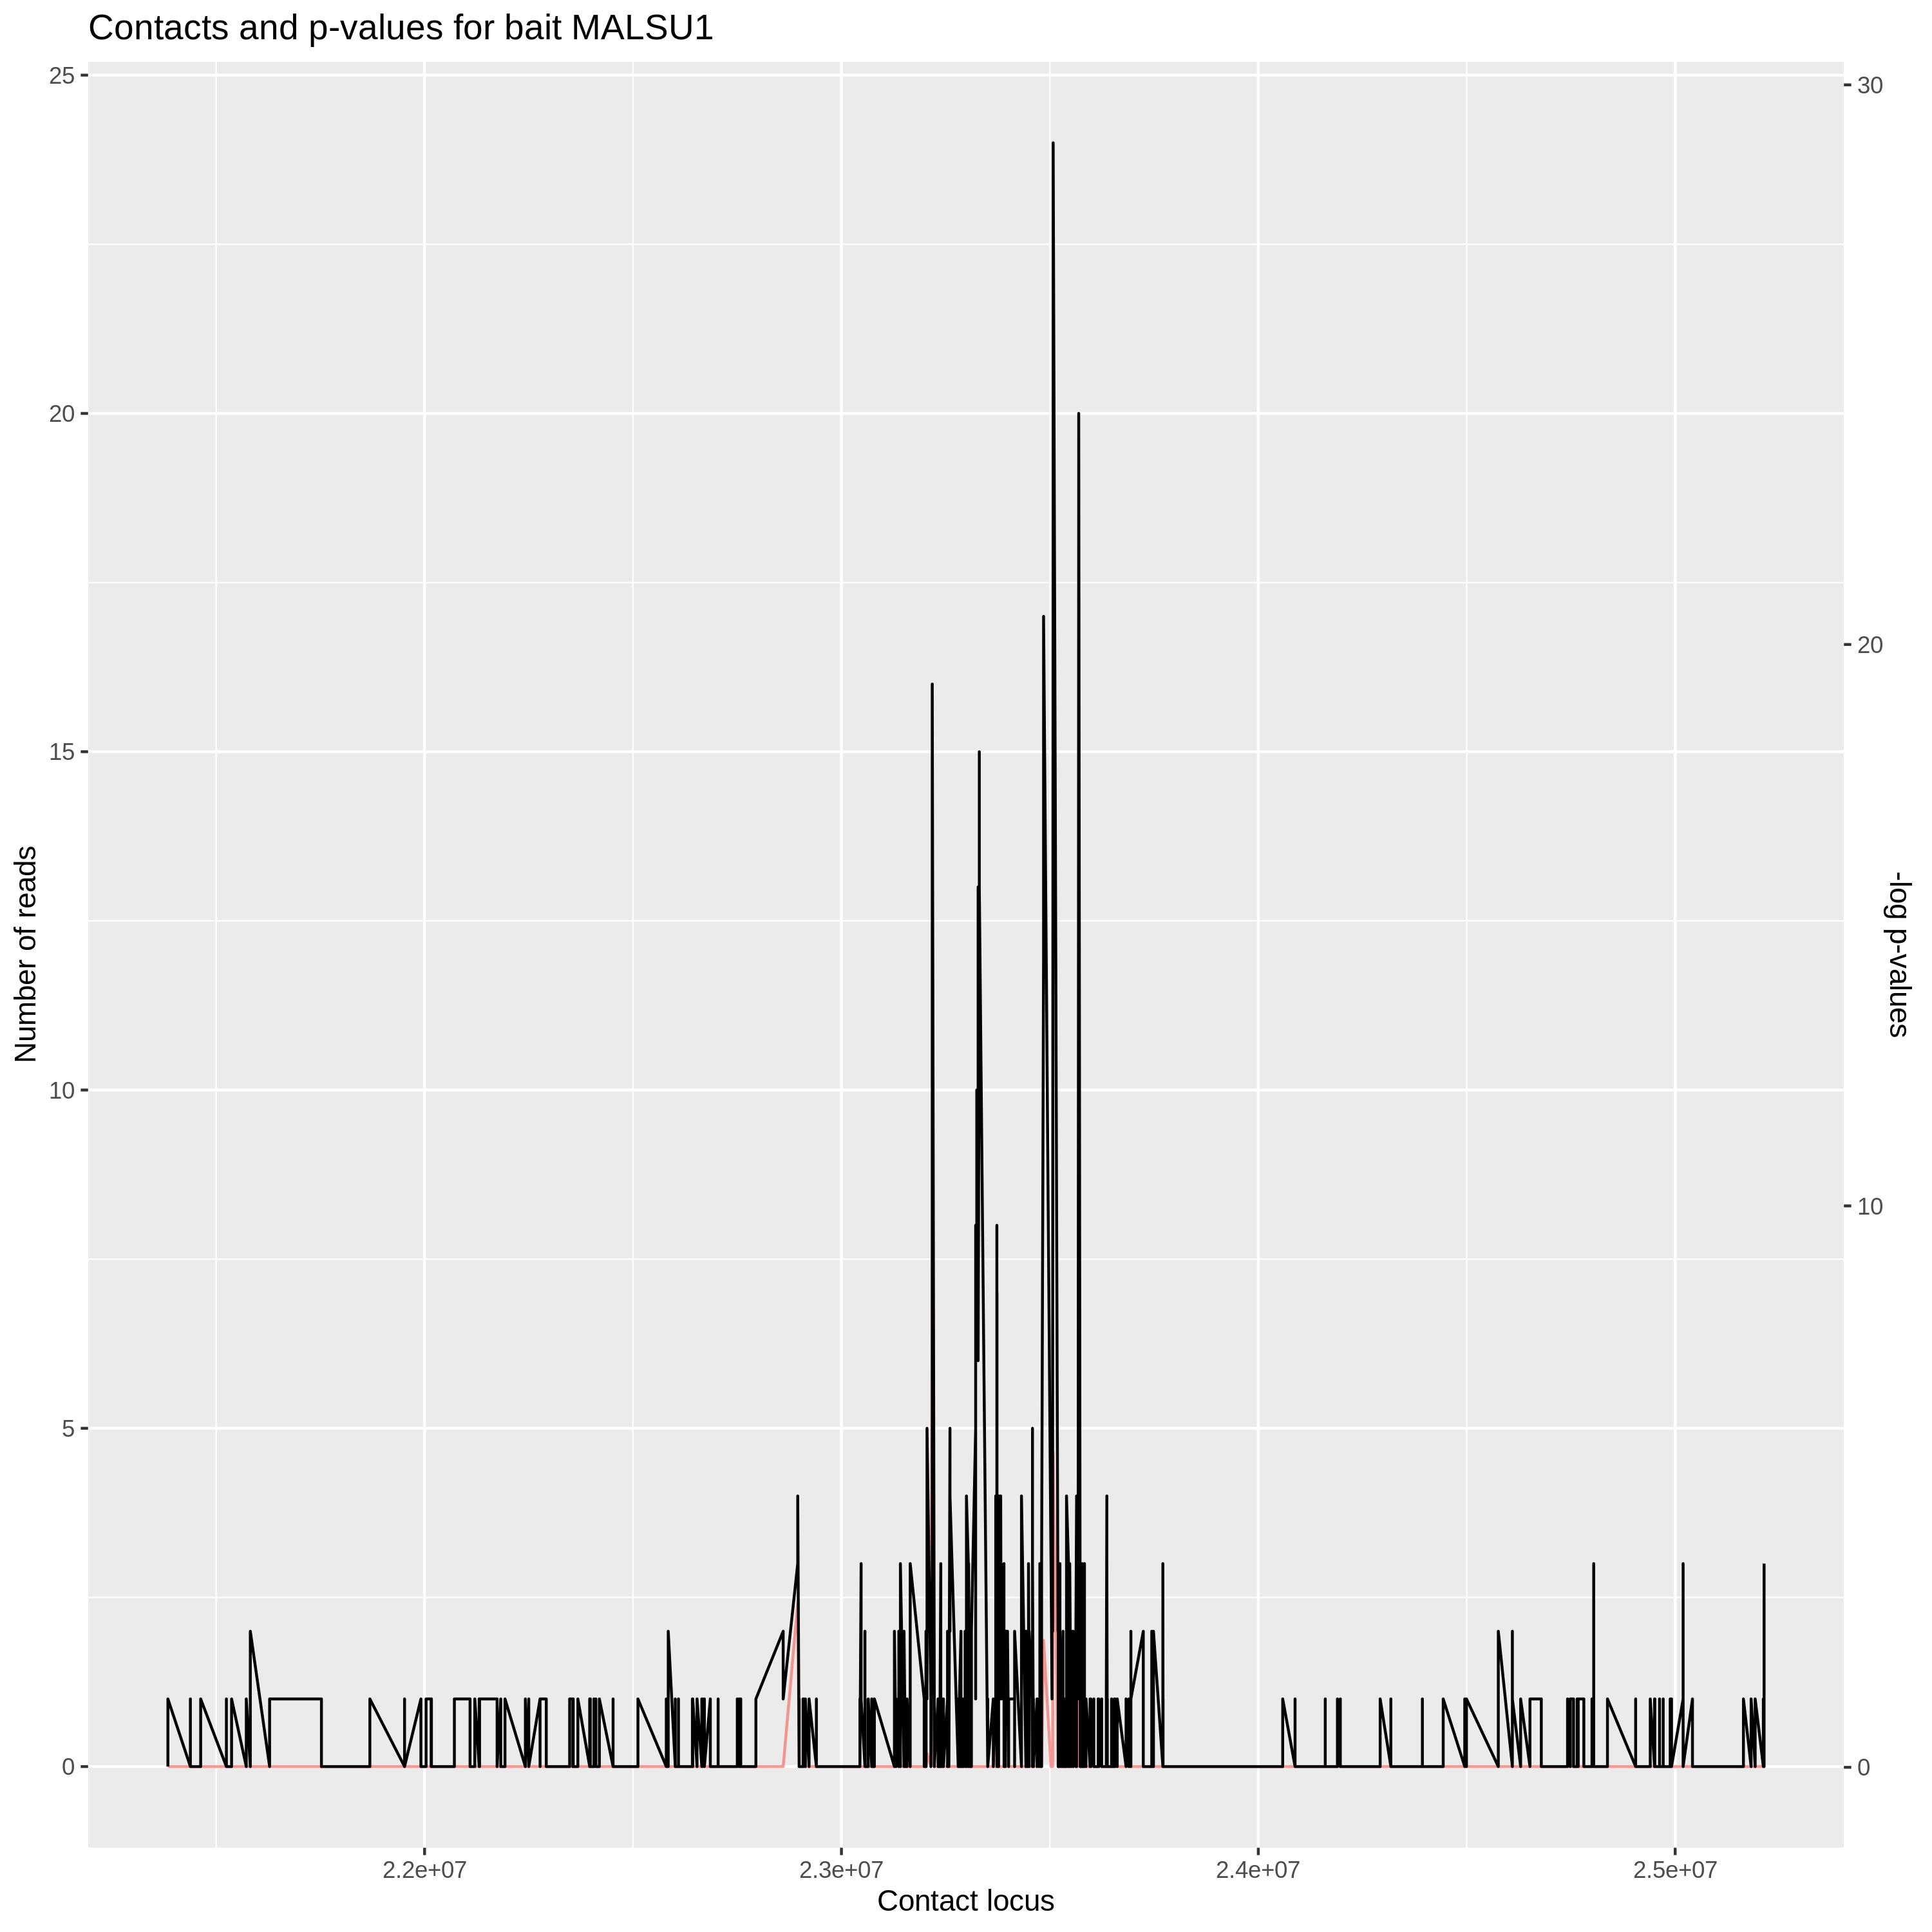 Contacts and p-values for bait MALSU1
25
20
15
10
5
0
Number of reads
30
20
10
0
-log p-values
2.2e+07
2.3e+07
2.4e+07
2.5e+07
Contact locus